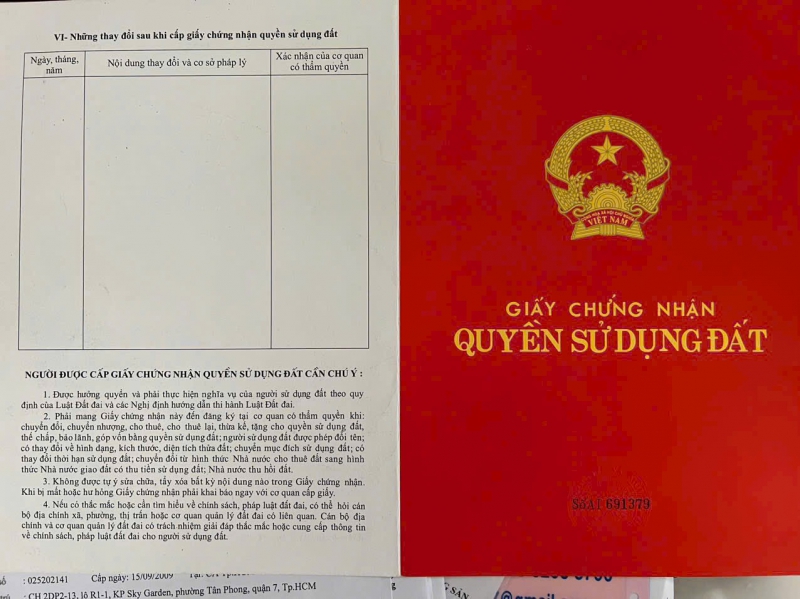 VI- Những thay đổi sau khi cấp giấy chứng nhận quyền sử dụng đất
Ngày, tháng, năm
Nội dung thay đổi và cơ sở pháp lý
Xác nhận của cơ quan có thẩm quyền
NGƯỜI ĐƯỢC CẤP GIẤY CHỨNG NHẬN QUYỀN SỬ DỤNG ĐẤT CẦN CHÚ Ý :
1. Được hưởng quyền và phải thực hiện nghĩa vụ của người sử dụng đất theo quy
định của Luật Đất đai và các Nghị định hướng dẫn thi hành Luật Đất đai.
2. Phải mang Giấy chứng nhận này đến đăng ký tại cơ quan có thẩm quyền khi:
chuyển đổi, chuyển nhượng, cho thuê, cho thuê lại, thừa kế, tặng cho quyền sử dụng đất,
thế chấp, bảo lãnh, góp vốn bằng quyền sử dụng đất; người sử dụng đất được phép đổi tên;
có thay đổi về hình dạng, kích thước, diện tích thửa đất; chuyển mục đích sử dụng đất; có
thay đổi thời hạn sử dụng đất; chuyển đổi từ hình thức Nhà nước cho thuê đất sang hình
thức Nhà nước giao đất có thu tiền sử dụng đất; Nhà nước thu hồi đất.
3. Không được tự ý sửa chữa, tẩy xóa bất kỳ nội dung nào trong Giấy chứng nhận.
Khi bị mất hoặc hư hỏng Giấy chứng nhận phải khai báo ngay với cơ quan cấp giấy.
4. Nếu có thắc mắc hoặc cần tìm hiểu về chính sách, pháp luật đất đai, có thể hỏi cán
bộ địa chính xã, phường, thị trấn hoặc cơ quan quản lý đất đai có liên quan. Cán bộ địa
chính và cơ quan quản lý đất đai có trách nhiệm giải đáp thắc mắc hoặc cung cấp thông tin
về chính sách, pháp luật đất đai cho người sử dụng đất.
VIỆT NAM
GIẤY CHỨNG NHẬN
QUYỀN SỬ DỤNG ĐẤT
Số AI 691379
: 025202141 Cấp ngày: 15/09/2009
: CH 2DP2-13, lô R1-1, KP Sky Garden, phường Tân Phong, quận 7, Tp.HCM